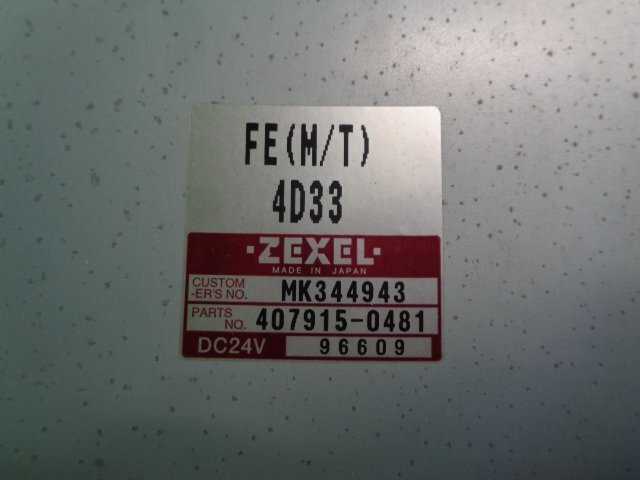 FE(M/T)
4D33
·ZEXEL·
MADE IN JAPAN
CUSTOM
-ER'S NO. MK344943
PARTS
NO. 407915-0481
DC24V 96609